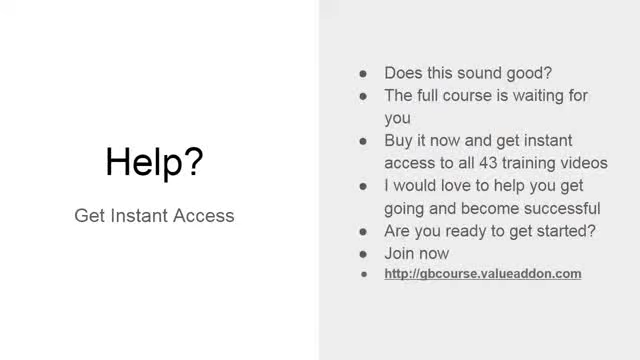 Help?
Get Instant Access
● Does this sound good?
● The full course is waiting for
you
● Buy it now and get instant
access to all 43 training videos
● I would love to help you get
going and become successful
● Are you ready to get started?
● Join now
● http://gbcourse.valueaddon.com